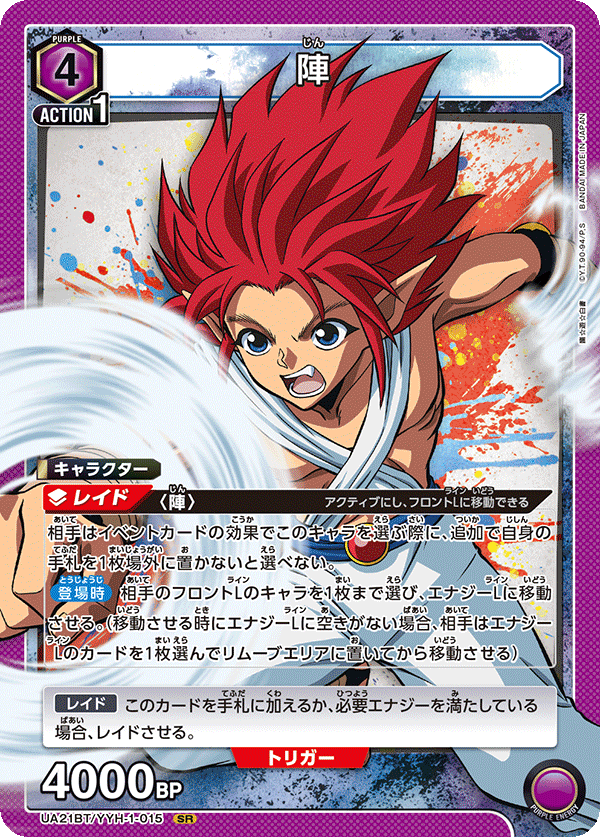 PURPLE
4
ACTION 1
じん
陣
©Y.T.90-94/P,S BANDAI MADE IN JAPAN
キャラクター
レイド 〈陣〉 アクティブにし、フロントLに移動できる
相手はイベントカードの効果でこのキャラを選ぶ際に、追加で自身の
手札を1枚場外に置かないと選べない。
登場時 相手のフロントLのキャラを1枚まで選び、エナジーLに移動
させる。(移動させる時にエナジーLに空きがない場合、相手はエナジー
Lのカードを1枚選んでリムーブエリアに置いてから移動させる)
レイド このカードを手札に加えるか、必要エナジーを満たしている
場合、レイドさせる。
トリガー
4000BP
PURPLE ENERGY
UA21BT/YYH-1-015 SR